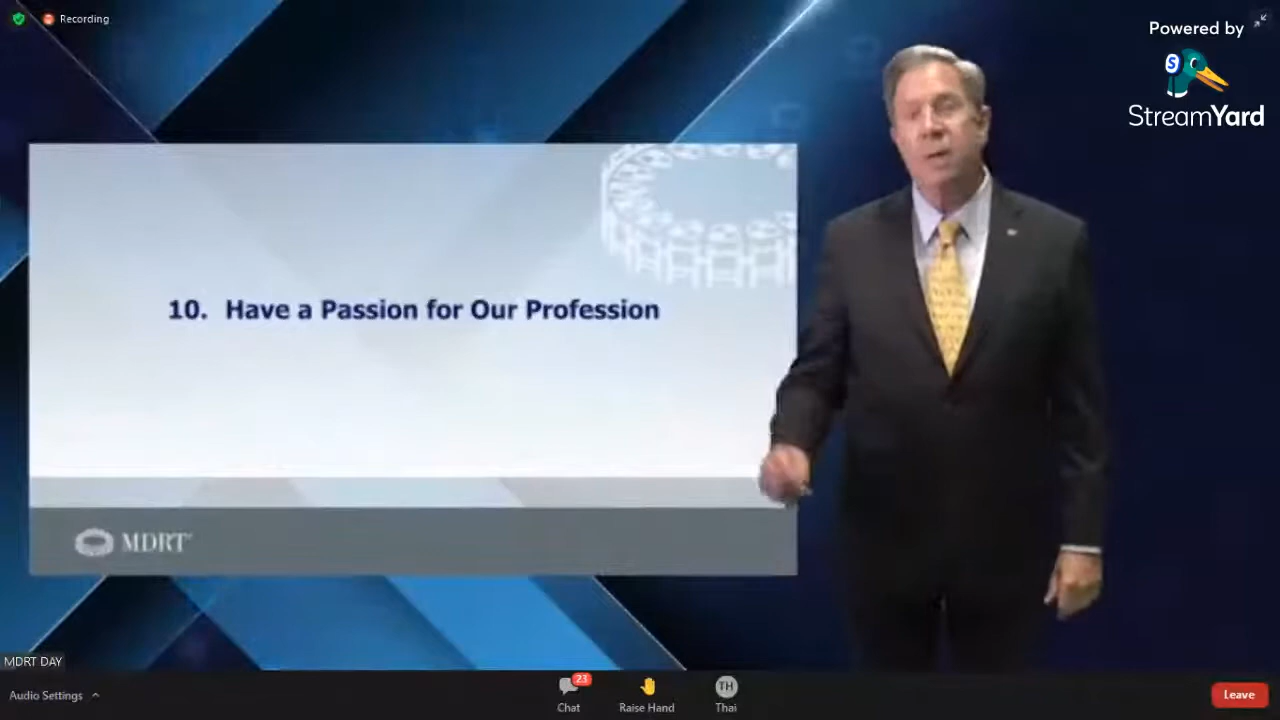 Recording
Powered by
S
StreamYard
10. Have a Passion for Our Profession
MDRT
MDRT DAY
Audio Settings
23
Chat
Raise Hand
TH
Thai
Leave